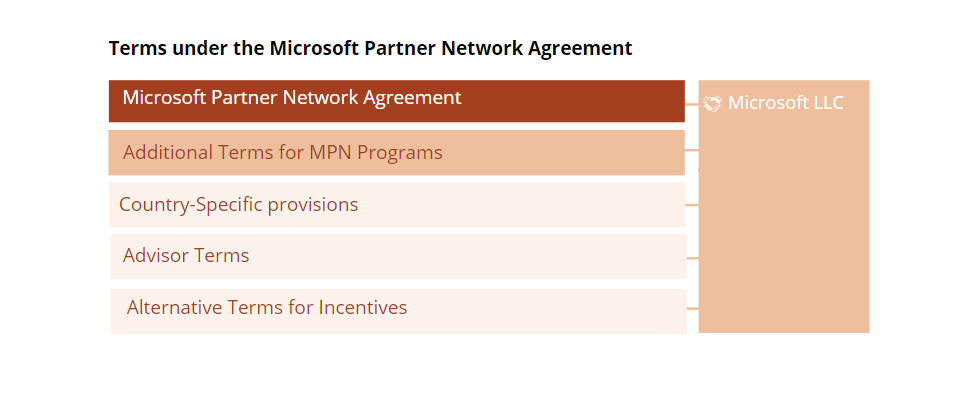 Terms under the Microsoft Partner Network Agreement
Microsoft Partner Network Agreement
Microsoft LLC
Additional Terms for MPN Programs
Country-Specific provisions
Advisor Terms
Alternative Terms for Incentives